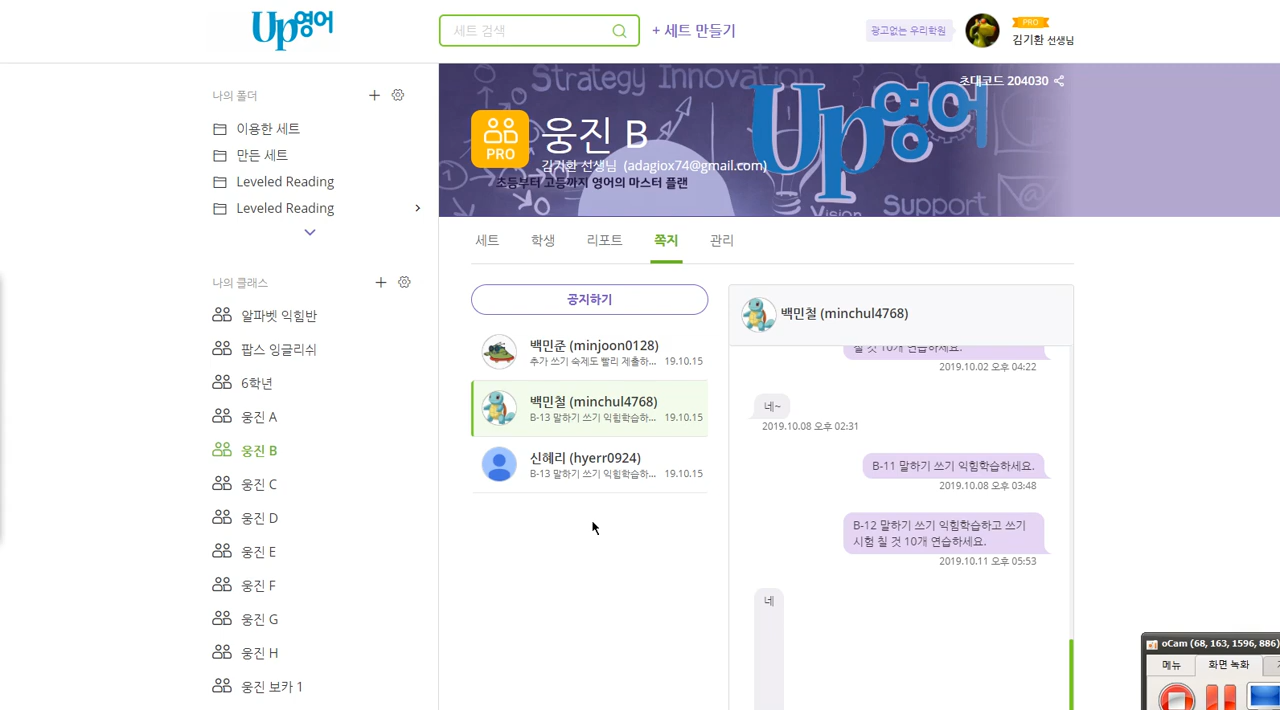 Up영어
세트 검색
+ 세트 만들기
광고없는 우리학원
PRO
김기환 선생님
나의 폴더
이용한 세트
만든 세트
Leveled Reading
Leveled Reading
나의 클래스
알파벳 익힘반
팝스 잉글리쉬
6학년
웅진 A
웅진 B
웅진 C
웅진 D
웅진 E
웅진 F
웅진 G
웅진 H
웅진 보카 1
Strategy Innovation
초대코드 204030
Up영어
PRO
웅진 B
김기환 선생님 (adagiox74@gmail.com)
초등부터 고등까지 영어의 마스터 플랜
Vision
Support
세트
학생
리포트
쪽지
관리
공지하기
백민준 (minjoon0128)
추가 쓰기 숙제도 빨리 제출하... 19.10.15
백민철 (minchul4768)
B-13 말하기 쓰기 익힘학습하... 19.10.15
신혜리 (hyerr0924)
B-13 말하기 쓰기 익힘학습하... 19.10.15
백민철 (minchul4768)
칠 것 10개 연습하세요.
2019.10.02 오후 04:22
네~
2019.10.08 오후 02:31
B-11 말하기 쓰기 익힘학습하세요.
2019.10.08 오후 03:48
B-12 말하기 쓰기 익힘학습하고 쓰기
시험 칠 것 10개 연습하세요.
2019.10.11 오후 05:53
네
oCam (68, 163, 1596, 886)
메뉴
화면 녹화